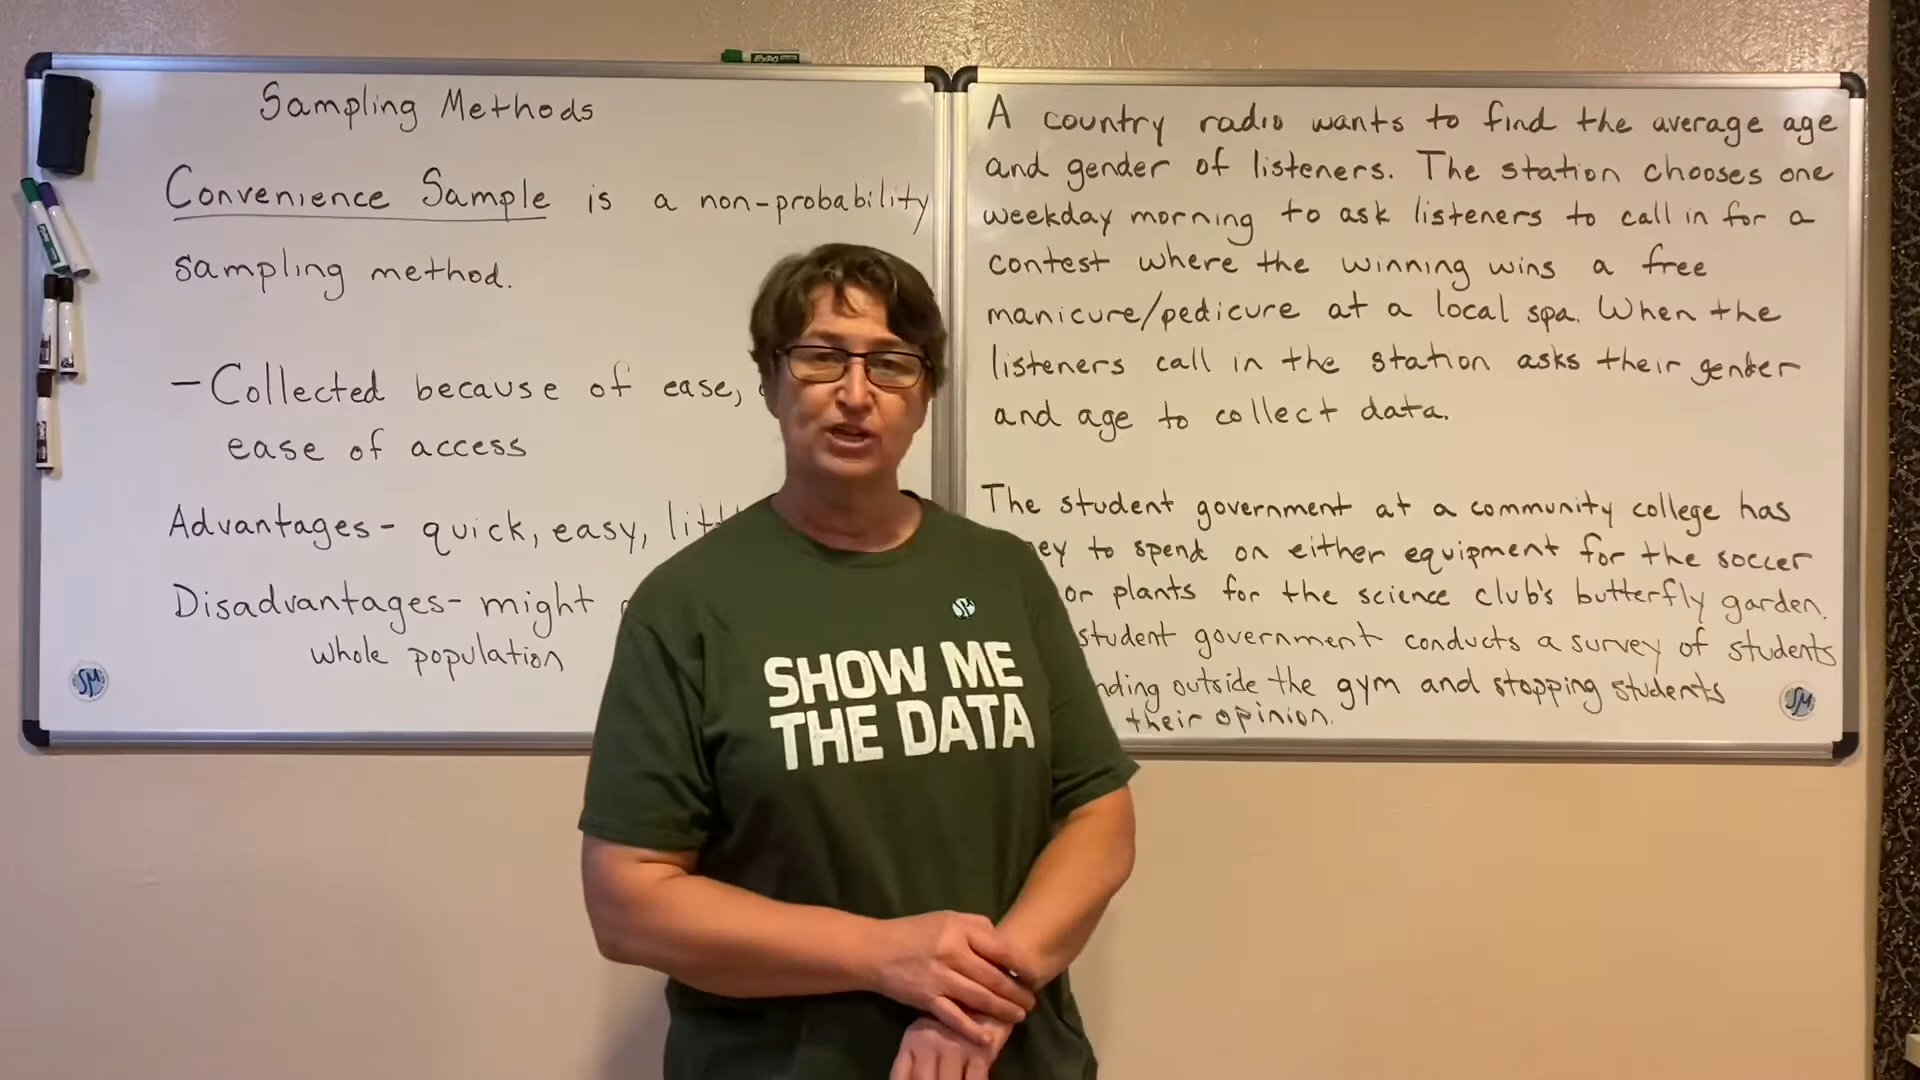 EXPO
Sampling Methods
Convenience Sample is a non-probability
sampling method.
- Collected because of ease,
ease of access
Advantages - quick, easy,
Disadvantages - might
whole population
SM
A country radio wants to find the average age
and gender of listeners. The station chooses one
weekday morning to ask listeners to call in for a
contest where the winning wins a free
manicure/pedicure at a local spa. When the
listeners call in the station asks their gender
and age to collect data.
The student government at a community college has
to spend on either equipment for the soccer
or plants for the science club's butterfly garden.
student government conducts a survey of students
outside the gym and stopping students
their opinion.
SM
SHOW ME
THE DATA